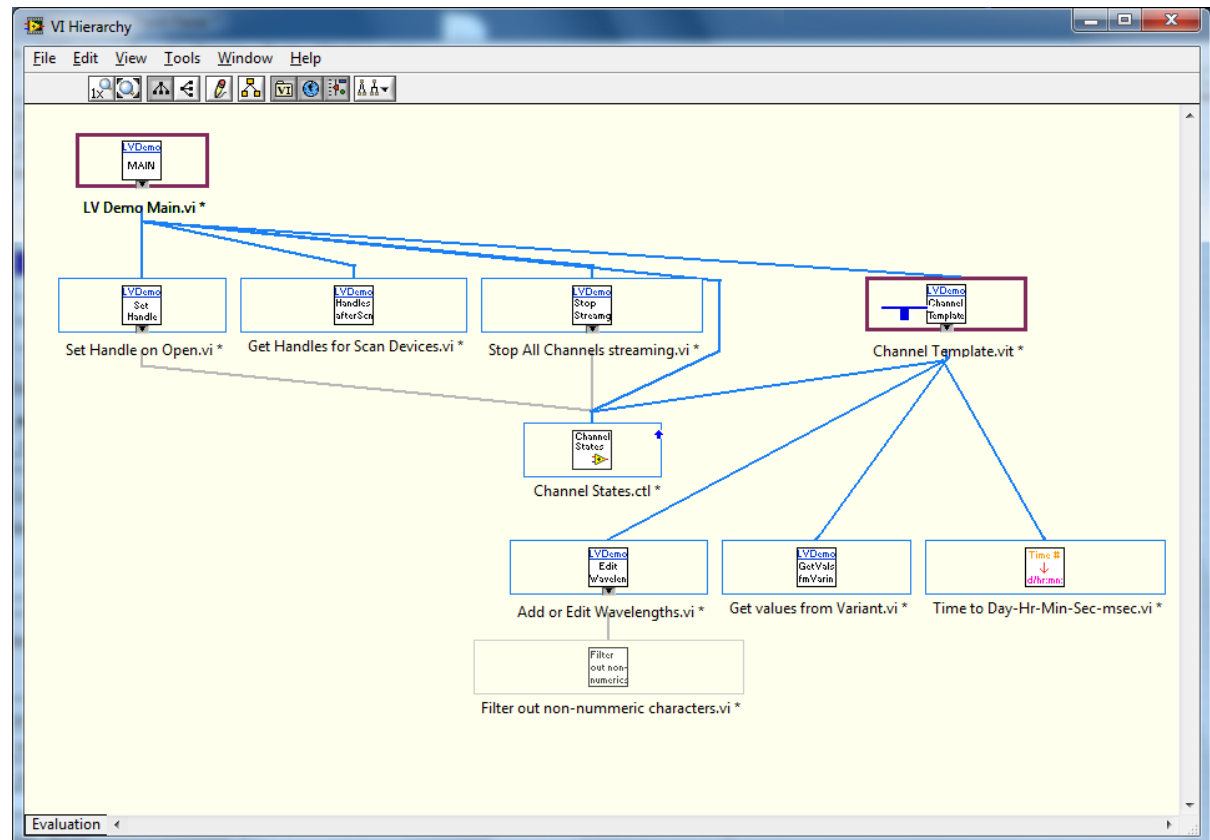 VI Hierarchy
File Edit View Tools Window Help
1x
VI
LVDemo
MAIN
LV Demo Main.vi *
LVDemo
Set
Handle
Set Handle on Open.vi *
LVDemo
Handles
afterScn
Get Handles for Scan Devices.vi *
LVDemo
Stop
Streamg
Stop All Channels streaming.vi *
LVDemo
Channel
Template
Channel Template.vit *
Channel
States
Channel States.ctl *
LVDemo
Edit
Wavelen
Add or Edit Wavelengths.vi *
LVDemo
GetVals
fmVarin
Get values from Variant.vi *
Time #
d/hr:mn:
Time to Day-Hr-Min-Sec-msec.vi *
Filter
out non-
numerics
Filter out non-nummeric characters.vi *
Evaluation